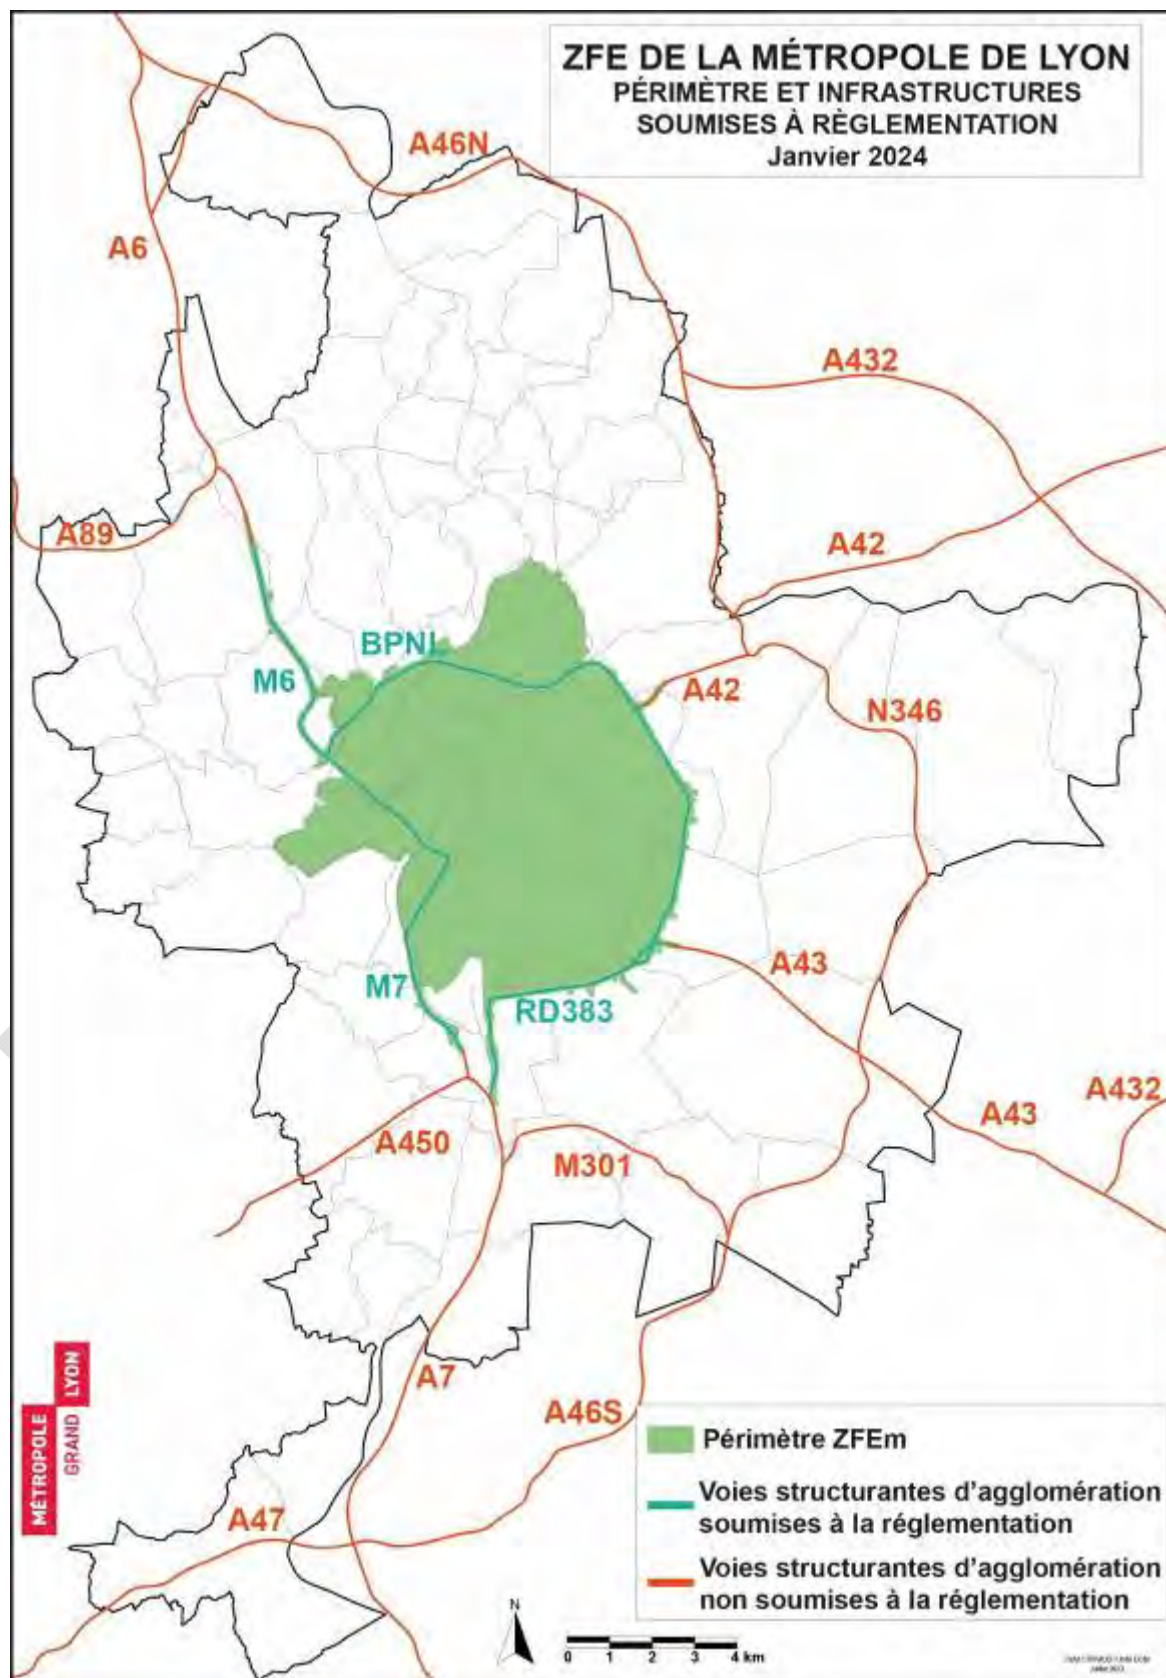 ZFE DE LA MÉTROPOLE DE LYON
PÉRIMÈTRE ET INFRASTRUCTURES
SOUMISES À RÈGLEMENTATION
Janvier 2024
A46N
A6
A432
A89
A42
BPNL
M6
A42
N346
A43
M7
RD383
A432
A43
A450
M301
A7
A46S
A47
MÉTROPOLE
GRAND LYON
Périmètre ZFEm
Voies structurantes d'agglomération
soumises à la réglementation
Voies structurantes d'agglomération
non soumises à la réglementation
N
0 1 2 3 4 km